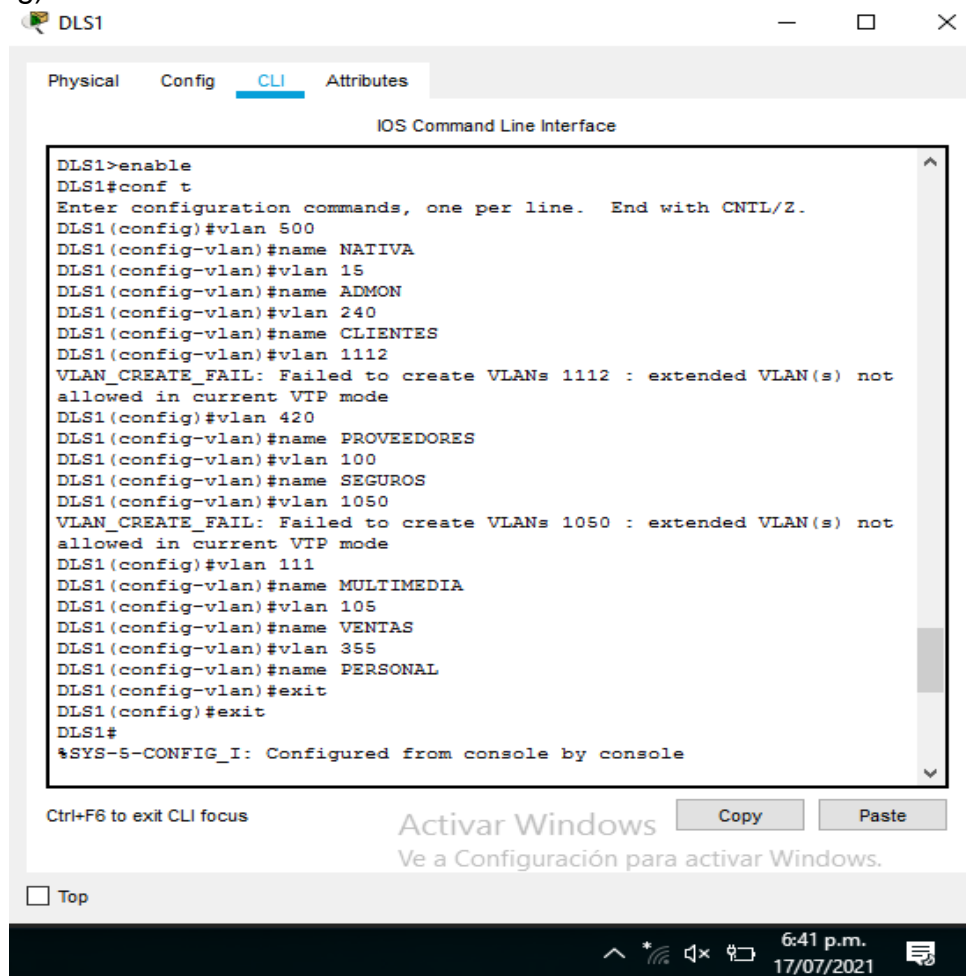 DLS1
Physical Config CLI Attributes
IOS Command Line Interface
DLS1>enable
DLS1#conf t
Enter configuration commands, one per line.  End with CNTL/Z.
DLS1(config)#vlan 500
DLS1(config-vlan)#name NATIVA
DLS1(config-vlan)#vlan 15
DLS1(config-vlan)#name ADMON
DLS1(config-vlan)#vlan 240
DLS1(config-vlan)#name CLIENTES
DLS1(config-vlan)#vlan 1112
VLAN_CREATE_FAIL: Failed to create VLANs 1112 : extended VLAN(s) not
allowed in current VTP mode
DLS1(config)#vlan 420
DLS1(config-vlan)#name PROVEEDORES
DLS1(config-vlan)#vlan 100
DLS1(config-vlan)#name SEGUROS
DLS1(config-vlan)#vlan 1050
VLAN_CREATE_FAIL: Failed to create VLANs 1050 : extended VLAN(s) not
allowed in current VTP mode
DLS1(config)#vlan 111
DLS1(config-vlan)#name MULTIMEDIA
DLS1(config-vlan)#vlan 105
DLS1(config-vlan)#name VENTAS
DLS1(config-vlan)#vlan 355
DLS1(config-vlan)#name PERSONAL
DLS1(config-vlan)#exit
DLS1(config)#exit
DLS1#
%SYS-5-CONFIG_I: Configured from console by console
Ctrl+F6 to exit CLI focus
Copy Paste
Activar Windows
Ve a Configuración para activar Windows.
Top
6:41 p.m.
17/07/2021